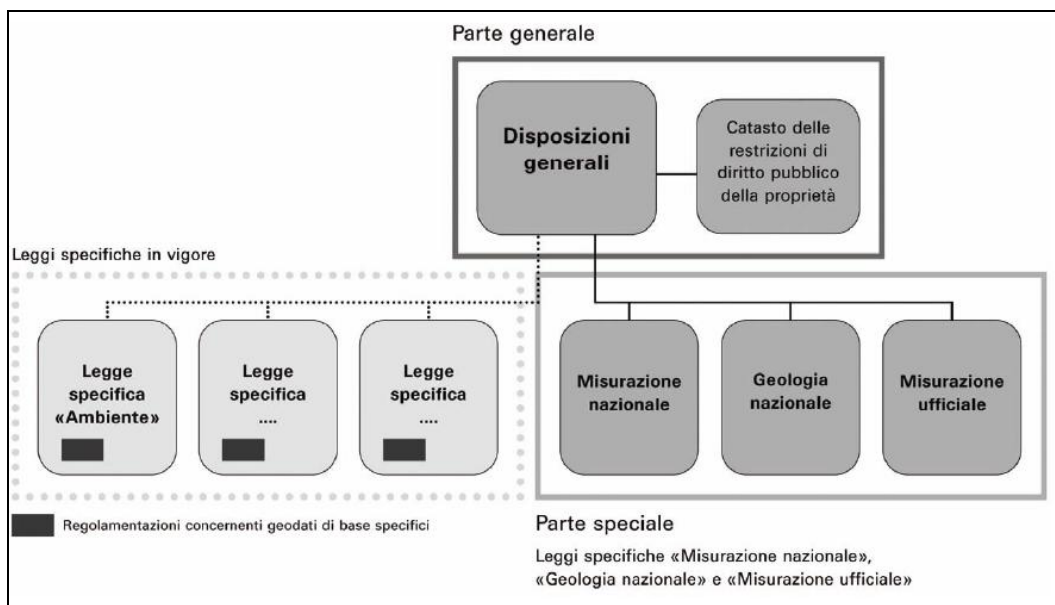 Parte generale
Disposizioni
generali
Catasto delle
restrizioni di
diritto pubblico
della proprietà
Leggi specifiche in vigore
Legge
specifica
«Ambiente»
Legge
specifica
....
Legge
specifica
....
Misurazione
nazionale
Geologia
nazionale
Misurazione
ufficiale
Regolamentazioni concernenti geodati di base specifici
Parte speciale
Leggi specifiche «Misurazione nazionale»,
«Geologia nazionale» e «Misurazione ufficiale»